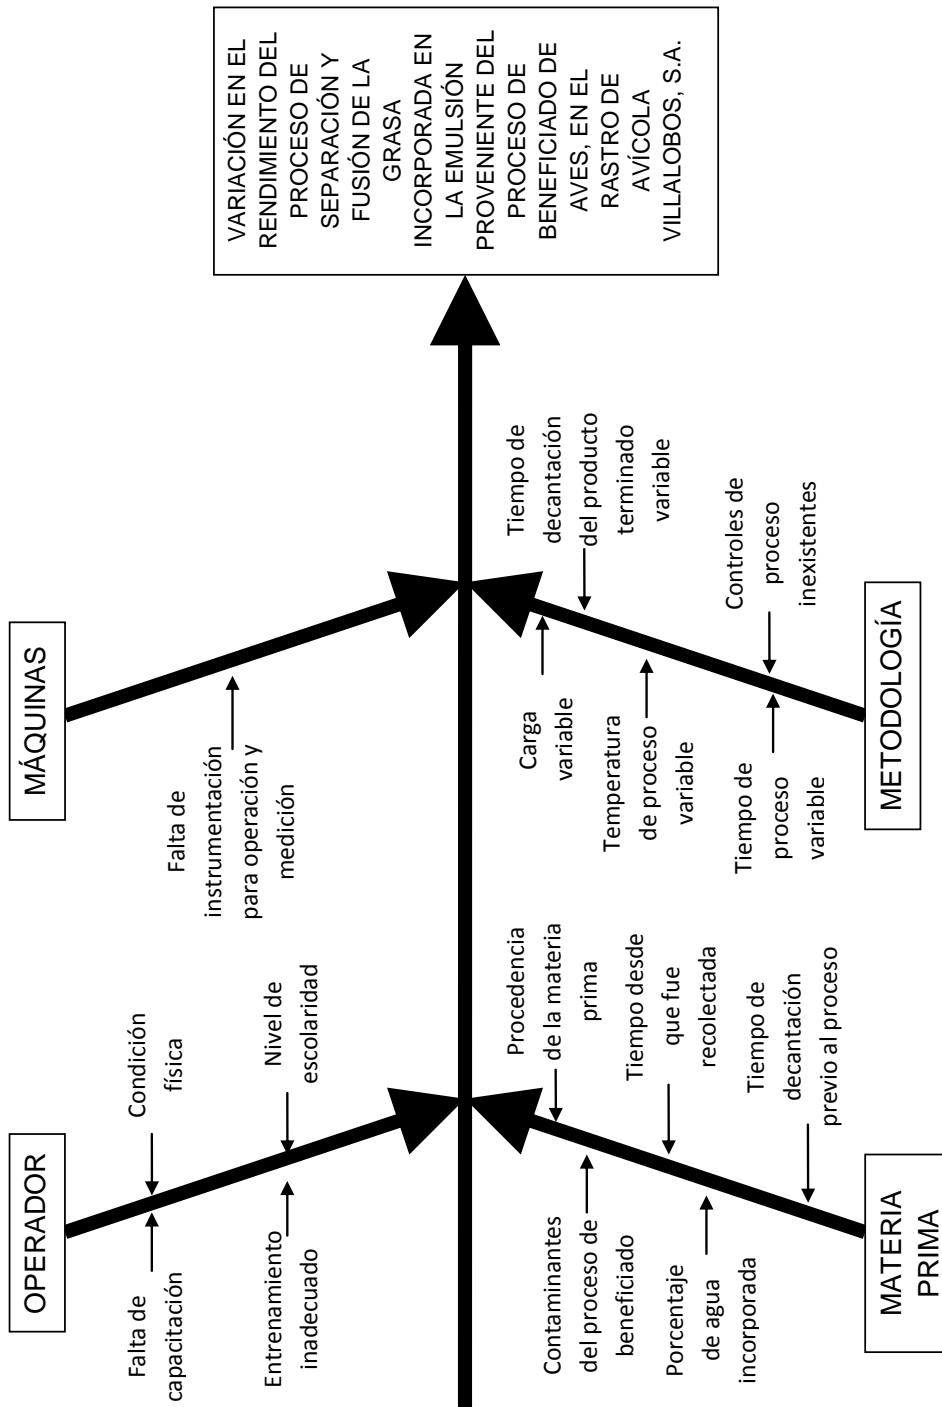 OPERADOR
Falta de
capacitación
Condición
física
Entrenamiento
inadecuado
Nivel de
escolaridad
MÁQUINAS
Falta de
instrumentación
para operación y
medición
VARIACIÓN EN EL
RENDIMIENTO DEL
PROCESO DE
SEPARACIÓN Y
FUSIÓN DE LA
GRASA
INCORPORADA EN
LA EMULSIÓN
PROVENIENTE DEL
PROCESO DE
BENEFICIADO DE
AVES, EN EL
RASTRO DE
AVÍCOLA
VILLALOBOS, S.A.
Procedencia
de la materia
prima
Contaminantes
del proceso de
beneficiado
Tiempo desde
que fue
recolectada
Porcentaje
de agua
incorporada
Tiempo de
decantación
previo al proceso
MATERIA
PRIMA
Carga
variable
Tiempo de
decantación
del producto
terminado
variable
Temperatura
de proceso
variable
Controles de
proceso
inexistentes
Tiempo de
proceso
variable
METODOLOGÍA